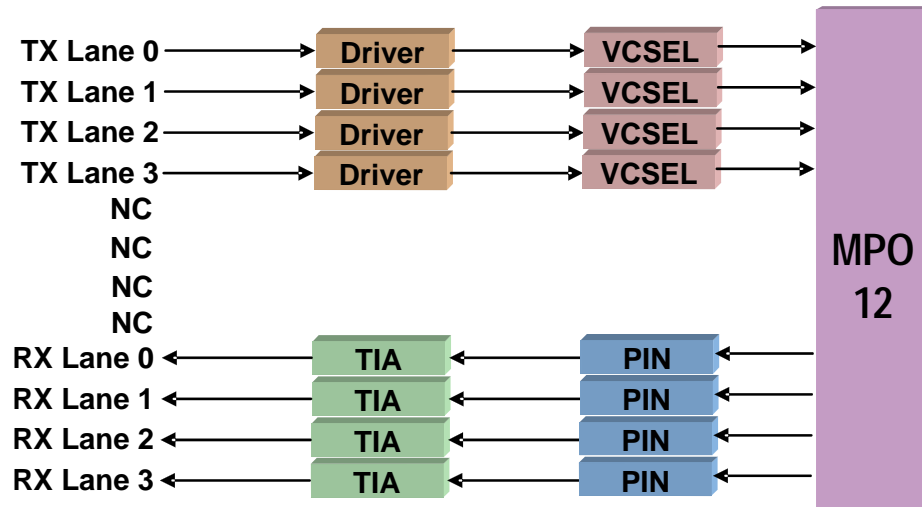 TX Lane 0 Driver VCSEL
TX Lane 1 Driver VCSEL
TX Lane 2 Driver VCSEL
TX Lane 3 Driver VCSEL
NC
NC
NC
NC
MPO
12
RX Lane 0 TIA PIN
RX Lane 1 TIA PIN
RX Lane 2 TIA PIN
RX Lane 3 TIA PIN